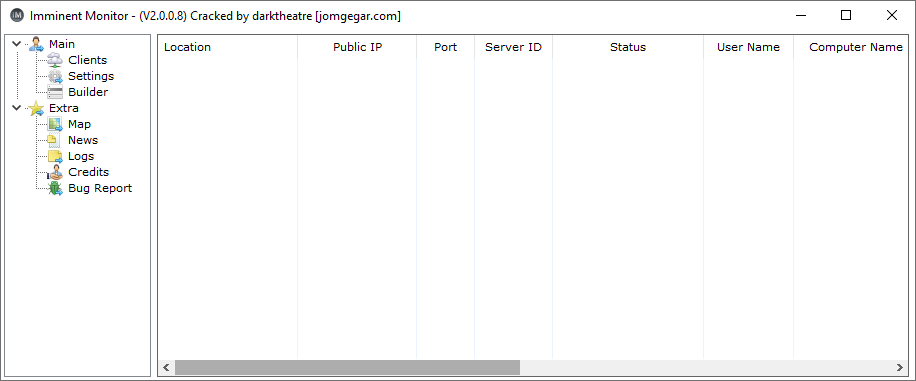 iM Imminent Monitor - (V2.0.0.8) Cracked by darktheatre [jomgegar.com]
Main
Clients
Settings
Builder
Extra
Map
News
Logs
Credits
Bug Report
Location Public IP Port Server ID Status User Name Computer Name